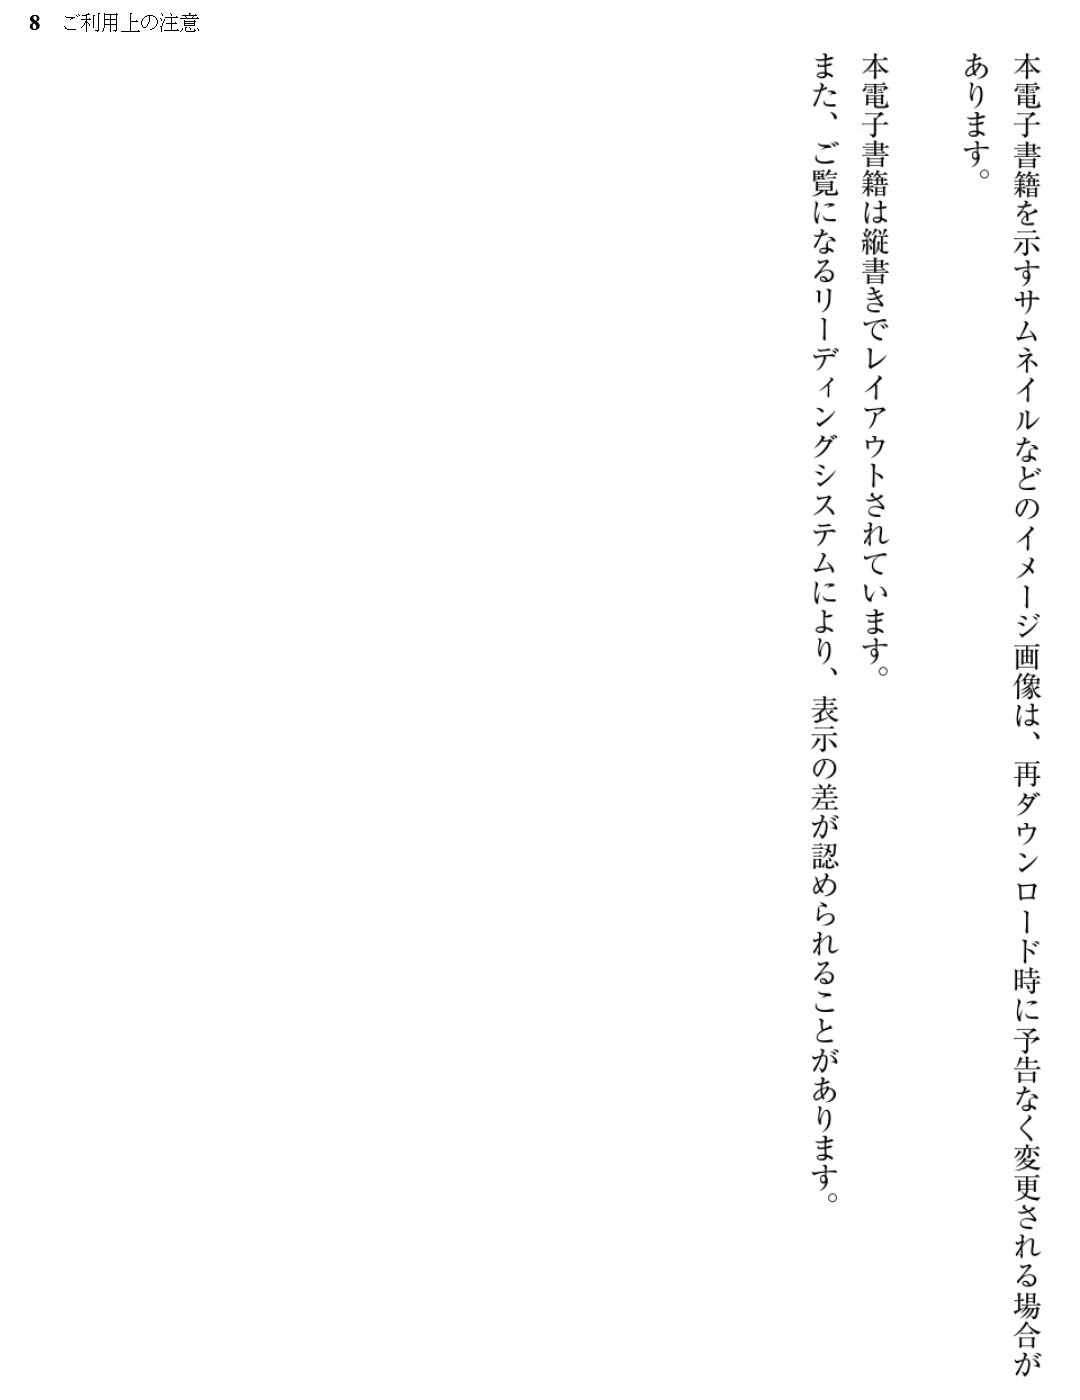 8 ご利用上の注意
本電子書籍を示すサムネイルなどのイメージ画像は、再ダウンロード時に予告なく変更される場合が
あります。
本電子書籍は縦書きでレイアウトされています。
また、ご覧になるリーディングシステムにより、表示の差が認められることがあります。